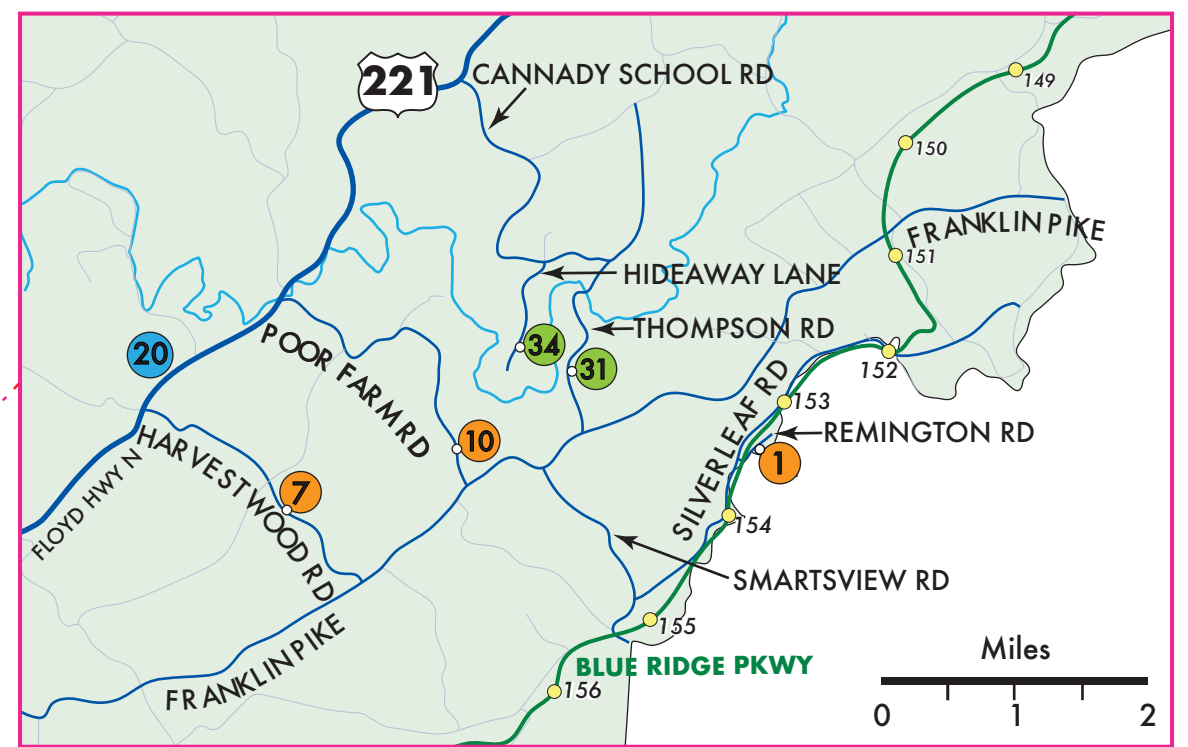 221
CANNADY SCHOOL RD
149
150
FRANKLIN PIKE
151
HIDEAWAY LANE
THOMPSON RD
20
34
31
POOR FARM RD
152
153
SILVERLEAF RD
REMINGTON RD
10
1
HARVESTWOOD RD
FLOYD HWY N
7
154
SMARTSVIEW RD
155
FRANKLIN PIKE
BLUE RIDGE PKWY
156
Miles
0 1 2